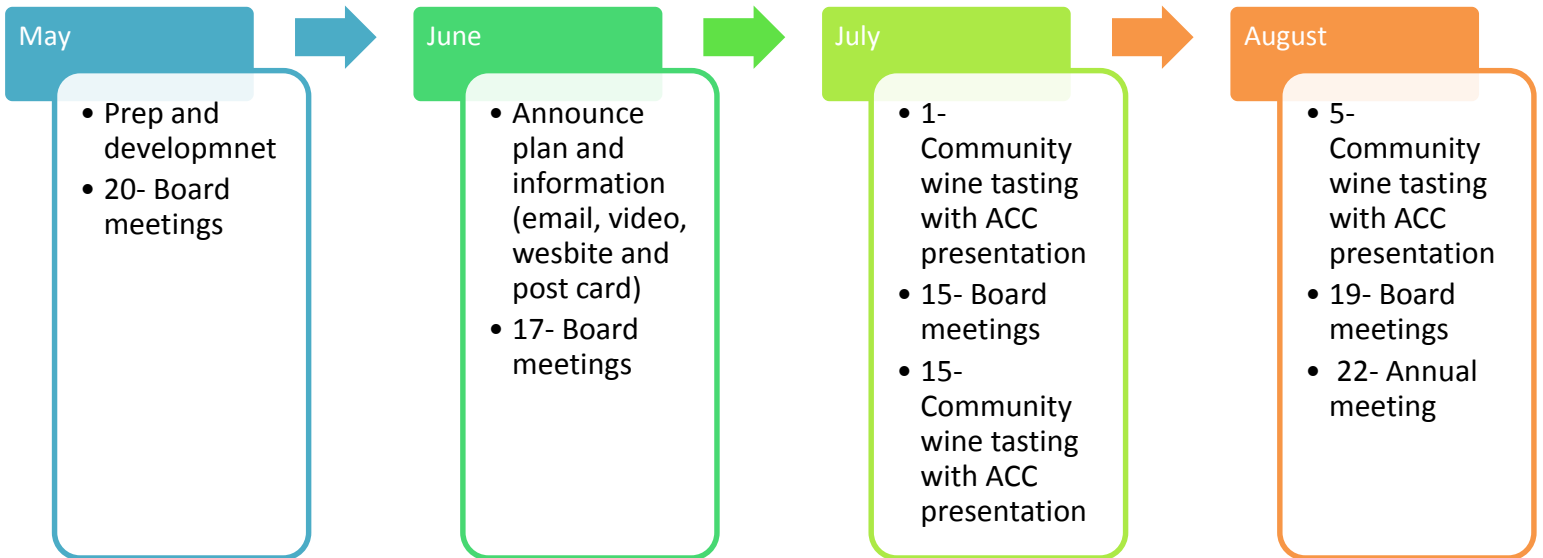 May
• Prep and
developmnet
• 20- Board
meetings
June
• Announce
plan and
information
(email, video,
wesbite and
post card)
• 17- Board
meetings
July
• 1-
Community
wine tasting
with ACC
presentation
• 15- Board
meetings
• 15-
Community
wine tasting
with ACC
presentation
August
• 5-
Community
wine tasting
with ACC
presentation
• 19- Board
meetings
• 22- Annual
meeting